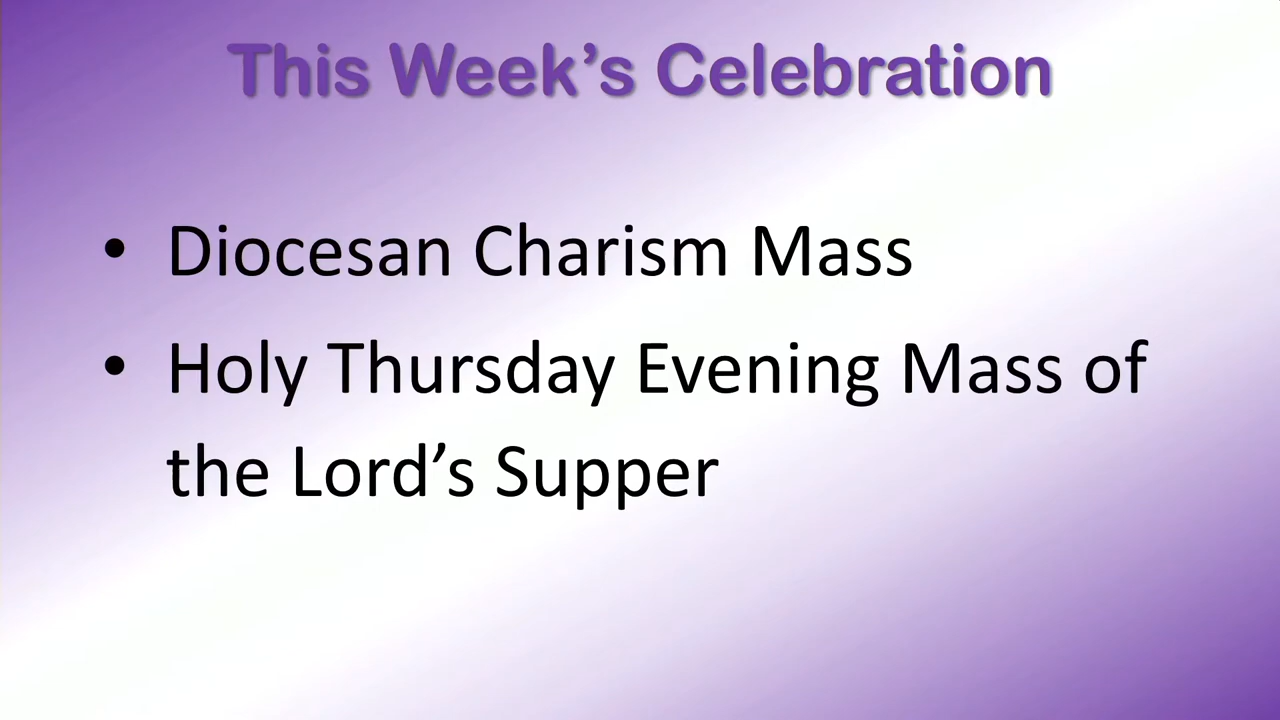 This Week’s Celebration
• Diocesan Charism Mass
• Holy Thursday Evening Mass of
the Lord’s Supper